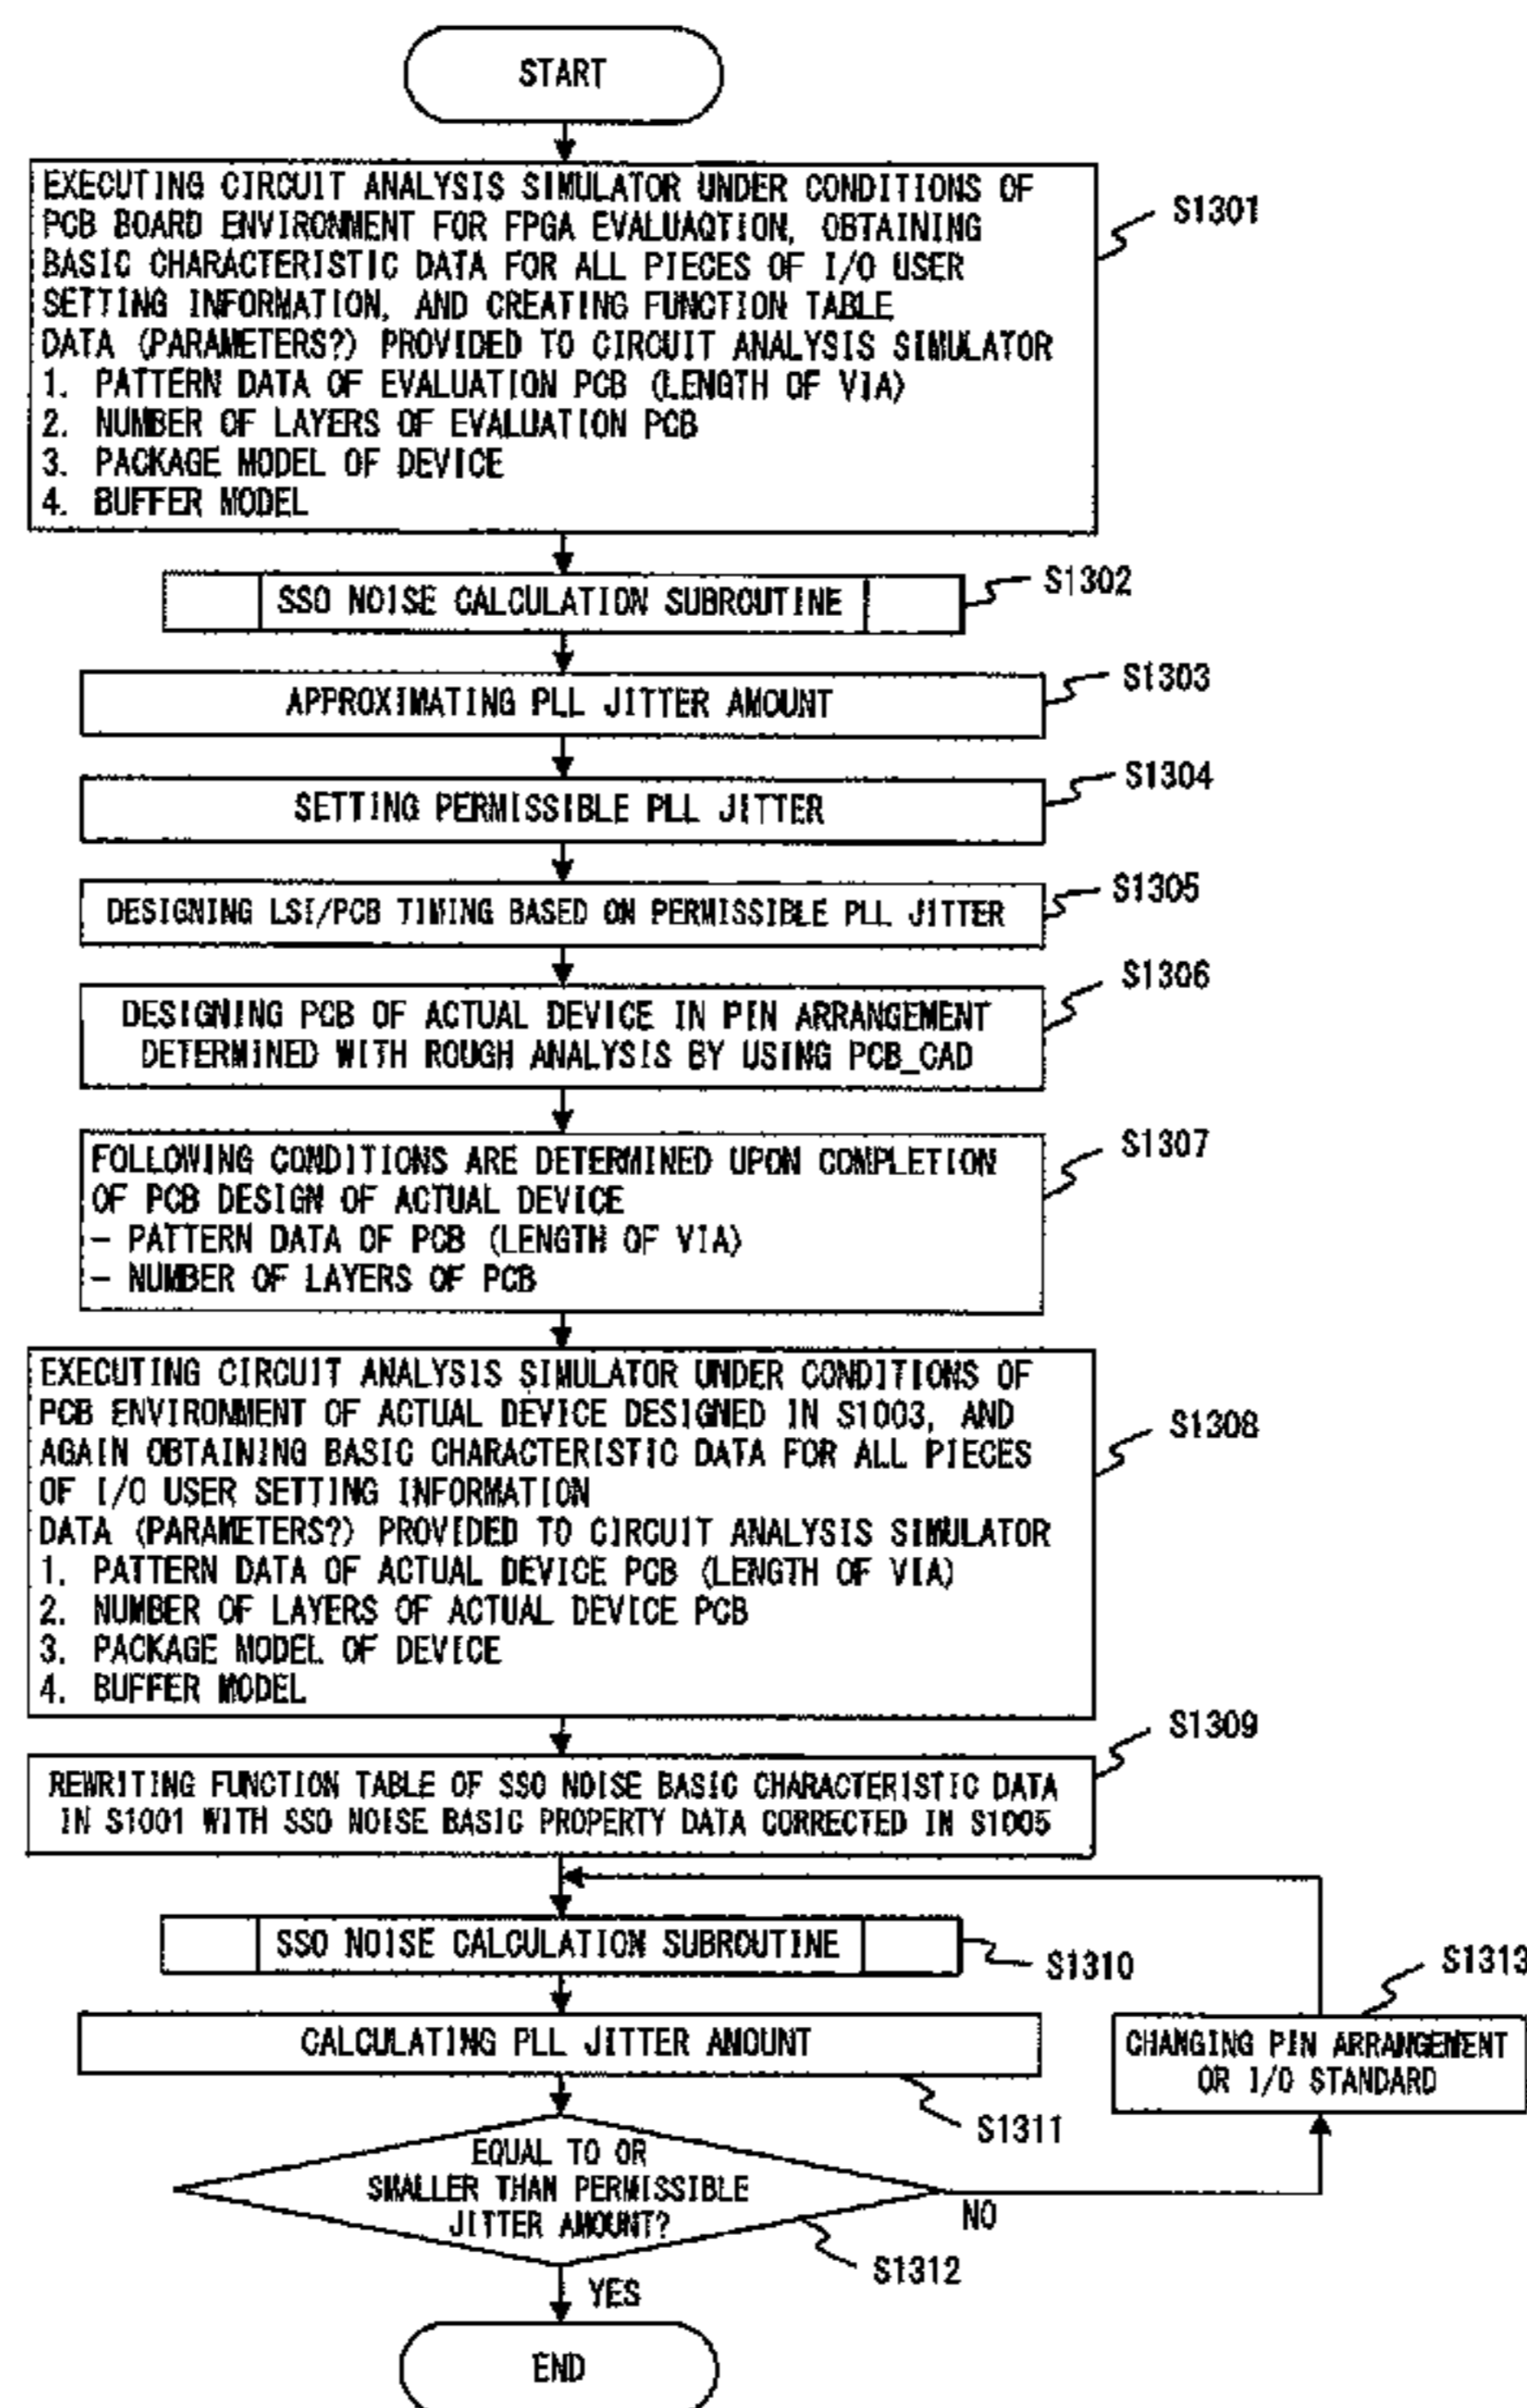 START
EXECUTING CIRCUIT ANALYSIS SIMULATOR UNDER CONDITIONS OF
PCB BOARD ENVIRONMENT FOR FPGA EVALUAQTION, OBTAINING
BASIC CHARACTERISTIC DATA FOR ALL PIECES OF I/O USER
SETTING INFORMATION, AND CREATING FUNCTION TABLE
DATA (PARAMETERS?) PROVIDED TO CIRCUIT ANALYSIS SIMULATOR
1. PATTERN DATA OF EVALUATION PCB (LENGTH OF VIA)
2. NUMBER OF LAYERS OF EVALUATION PCB
3. PACKAGE MODEL OF DEVICE
4. BUFFER MODEL
S1301
SSO NOISE CALCULATION SUBROUTINE
S1302
APPROXIMATING PLL JITTER AMOUNT
S1303
SETTING PERMISSIBLE PLL JITTER
S1304
DESIGNING LSI/PCB TIMING BASED ON PERMISSIBLE PLL JITTER
S1305
DESIGNING PCB OF ACTUAL DEVICE IN PIN ARRANGEMENT
DETERMINED WITH ROUGH ANALYSIS BY USING PCB_CAD
S1306
FOLLOWING CONDITIONS ARE DETERMINED UPON COMPLETION
OF PCB DESIGN OF ACTUAL DEVICE
- PATTERN DATA OF PCB (LENGTH OF VIA)
- NUMBER OF LAYERS OF PCB
S1307
EXECUTING CIRCUIT ANALYSIS SIMULATOR UNDER CONDITIONS OF
PCB ENVIRONMENT OF ACTUAL DEVICE DESIGNED IN S1003, AND
AGAIN OBTAINING BASIC CHARACTERISTIC DATA FOR ALL PIECES
OF I/O USER SETTING INFORMATION
DATA (PARAMETERS?) PROVIDED TO CIRCUIT ANALYSIS SIMULATOR
1. PATTERN DATA OF ACTUAL DEVICE PCB (LENGTH OF VIA)
2. NUMBER OF LAYERS OF ACTUAL DEVICE PCB
3. PACKAGE MODEL OF DEVICE
4. BUFFER MODEL
S1308
REWRITING FUNCTION TABLE OF SSO NOISE BASIC CHARACTERISTIC DATA
IN S1001 WITH SSO NOISE BASIC PROPERTY DATA CORRECTED IN S1005
S1309
SSO NOISE CALCULATION SUBROUTINE
S1310
CALCULATING PLL JITTER AMOUNT
S1311
EQUAL TO OR
SMALLER THAN PERMISSIBLE
JITTER AMOUNT?
S1312
NO
CHANGING PIN ARRANGEMENT
OR I/O STANDARD
S1313
YES
END